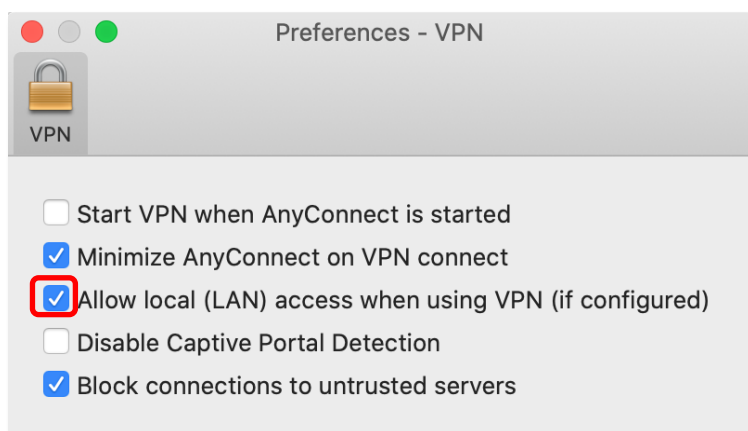 Preferences - VPN
VPN
Start VPN when AnyConnect is started
Minimize AnyConnect on VPN connect
Allow local (LAN) access when using VPN (if configured)
Disable Captive Portal Detection
Block connections to untrusted servers